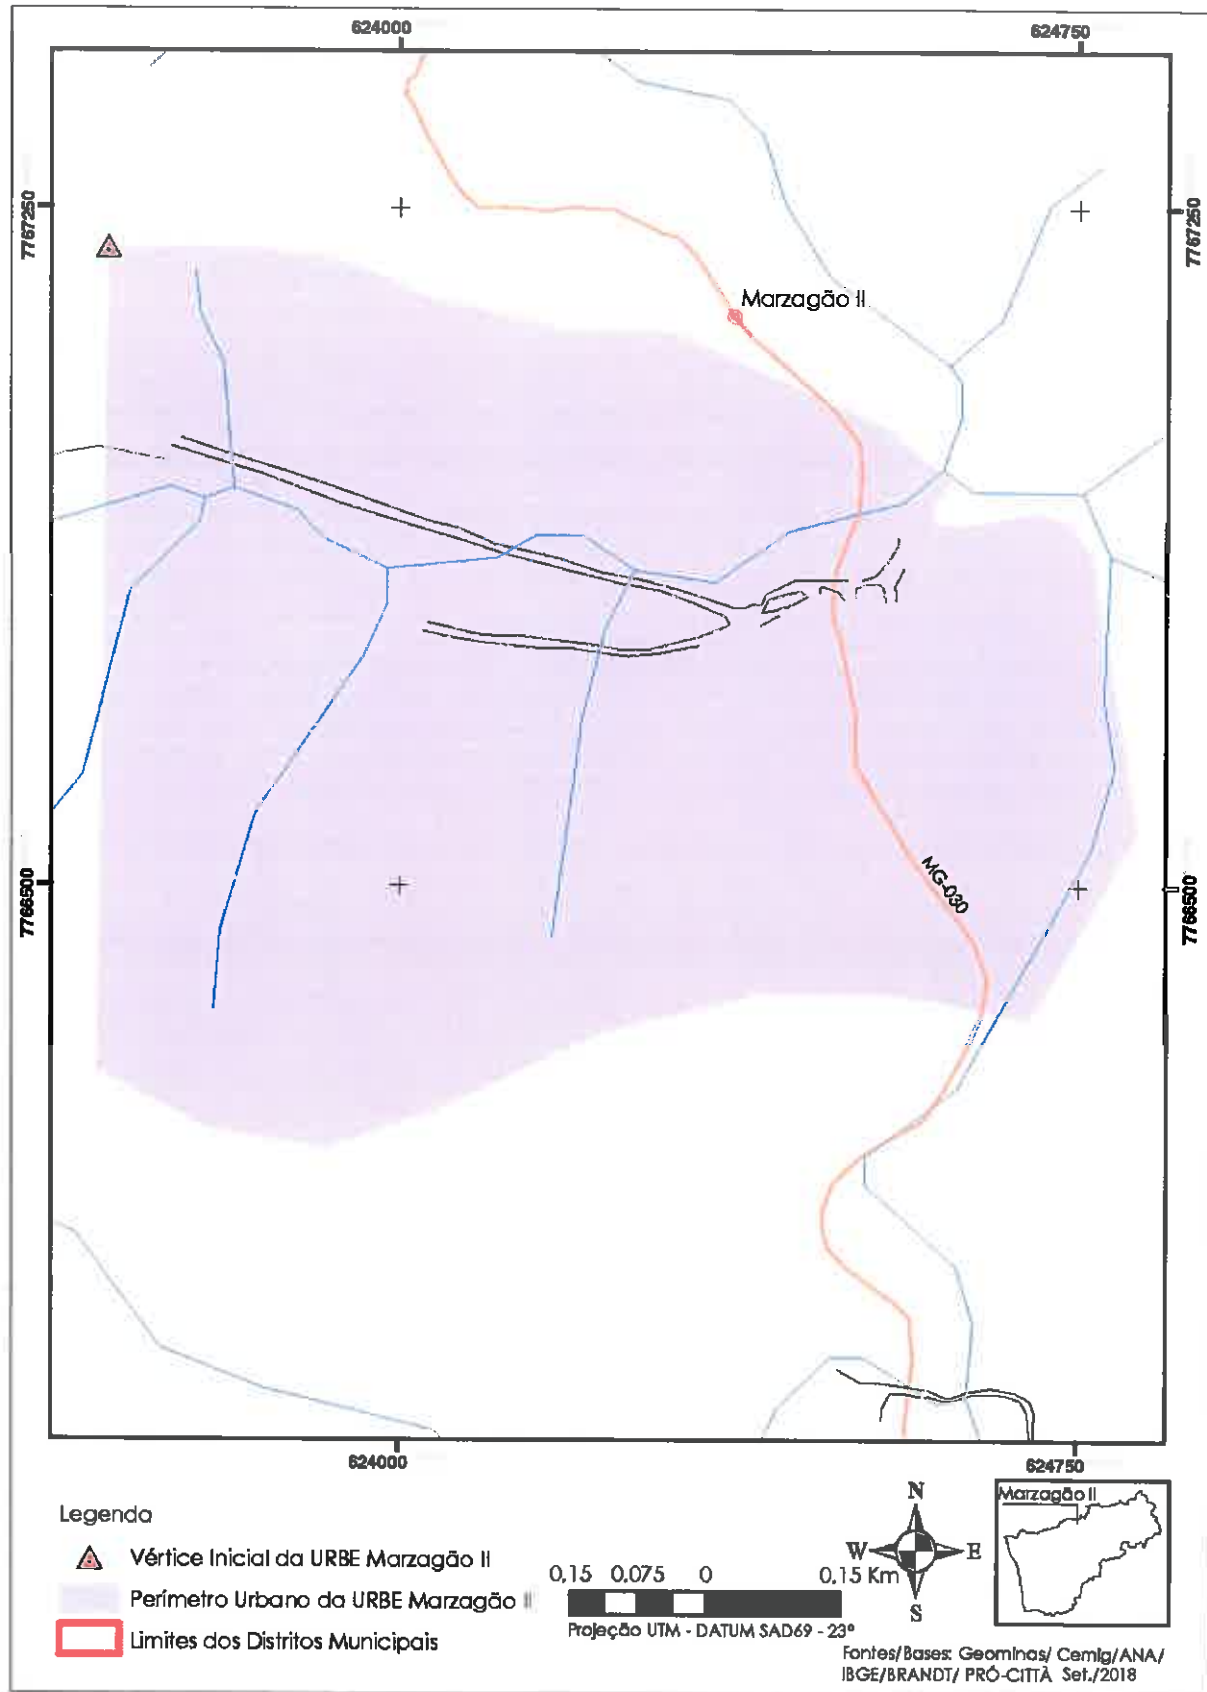 624000
624750
7767250
7767250
Marzagão II
7766500
7766500
MG-030
624000
624750
Legenda
Vértice Inicial da URBE Marzagão II
Perímetro Urbano da URBE Marzagão II
Limites dos Distritos Municipais
0,15 0,075 0 0,15 Km
Projeção UTM - DATUM SAD69 - 23°
N
W E
S
Marzagão II
Fontes/Bases: Geominas/ Cemig/ANA/
IBGE/BRANDT/ PRÓ-CITTÀ Set./2018